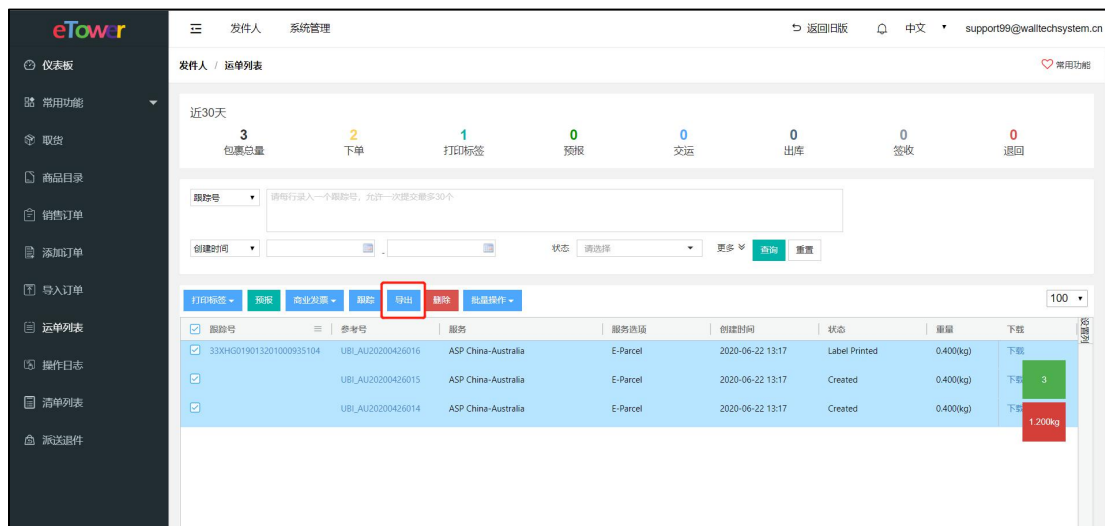 eTower
发件人 系统管理 返回旧版 中文 support99@walltechsystem.cn
仪表板
发件人 / 运单列表 常用功能
常用功能
取货
商品目录
销售订单
添加订单
导入订单
运单列表
操作日志
清单列表
派送退件
近30天
3 2 1 0 0 0 0 0
包裹总量 下单 打印标签 预报 交运 出库 签收 退回
跟踪号 请每行录入一个跟踪号，允许一次提交最多30个
创建时间 - 状态 请选择 更多 查询 重置
打印标签 预报 商业发票 跟踪 导出 删除 批量操作 100
跟踪号 参考号 服务 服务选项 创建时间 状态 重量 下载 设置列
33XHG019013201000935104 UBI_AU20200426016 ASP China-Australia E-Parcel 2020-06-22 13:17 Label Printed 0.400(kg) 下载
UBI_AU20200426015 ASP China-Australia E-Parcel 2020-06-22 13:17 Created 0.400(kg) 下载 3
UBI_AU20200426014 ASP China-Australia E-Parcel 2020-06-22 13:17 Created 0.400(kg) 下载
1.200kg